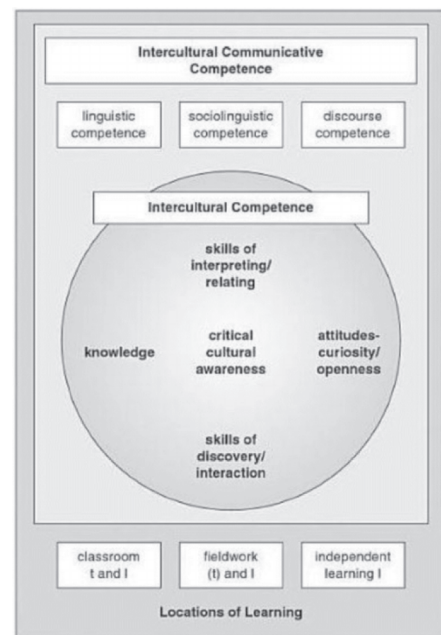 Intercultural Communicative
Competence
linguistic
competence
sociolinguistic
competence
discourse
competence
Intercultural Competence
skills of
interpreting/
relating
knowledge
critical
cultural
awareness
attitudes-
curiosity/
openness
skills of
discovery/
interaction
classroom
t and l
fieldwork
(t) and l
independent
learning l
Locations of Learning